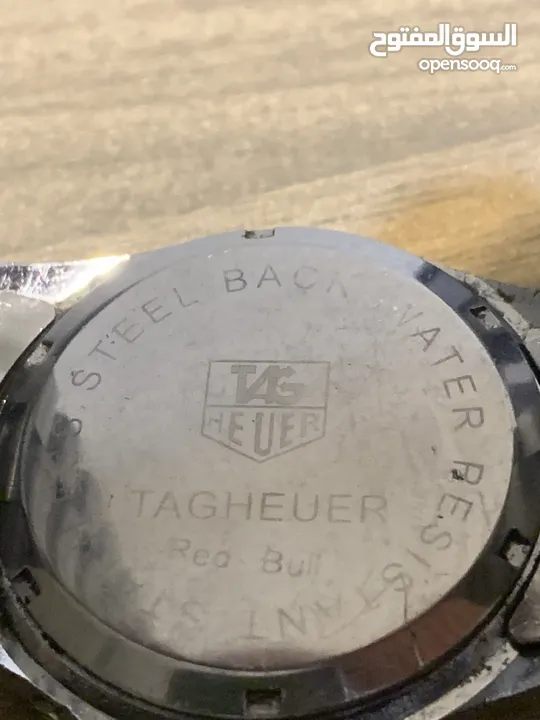 السوق المفتوح
opensooq.com
S. STEEL BACK WATER RESISTANT
TAG
HEUER
TAGHEUER
Red Bull